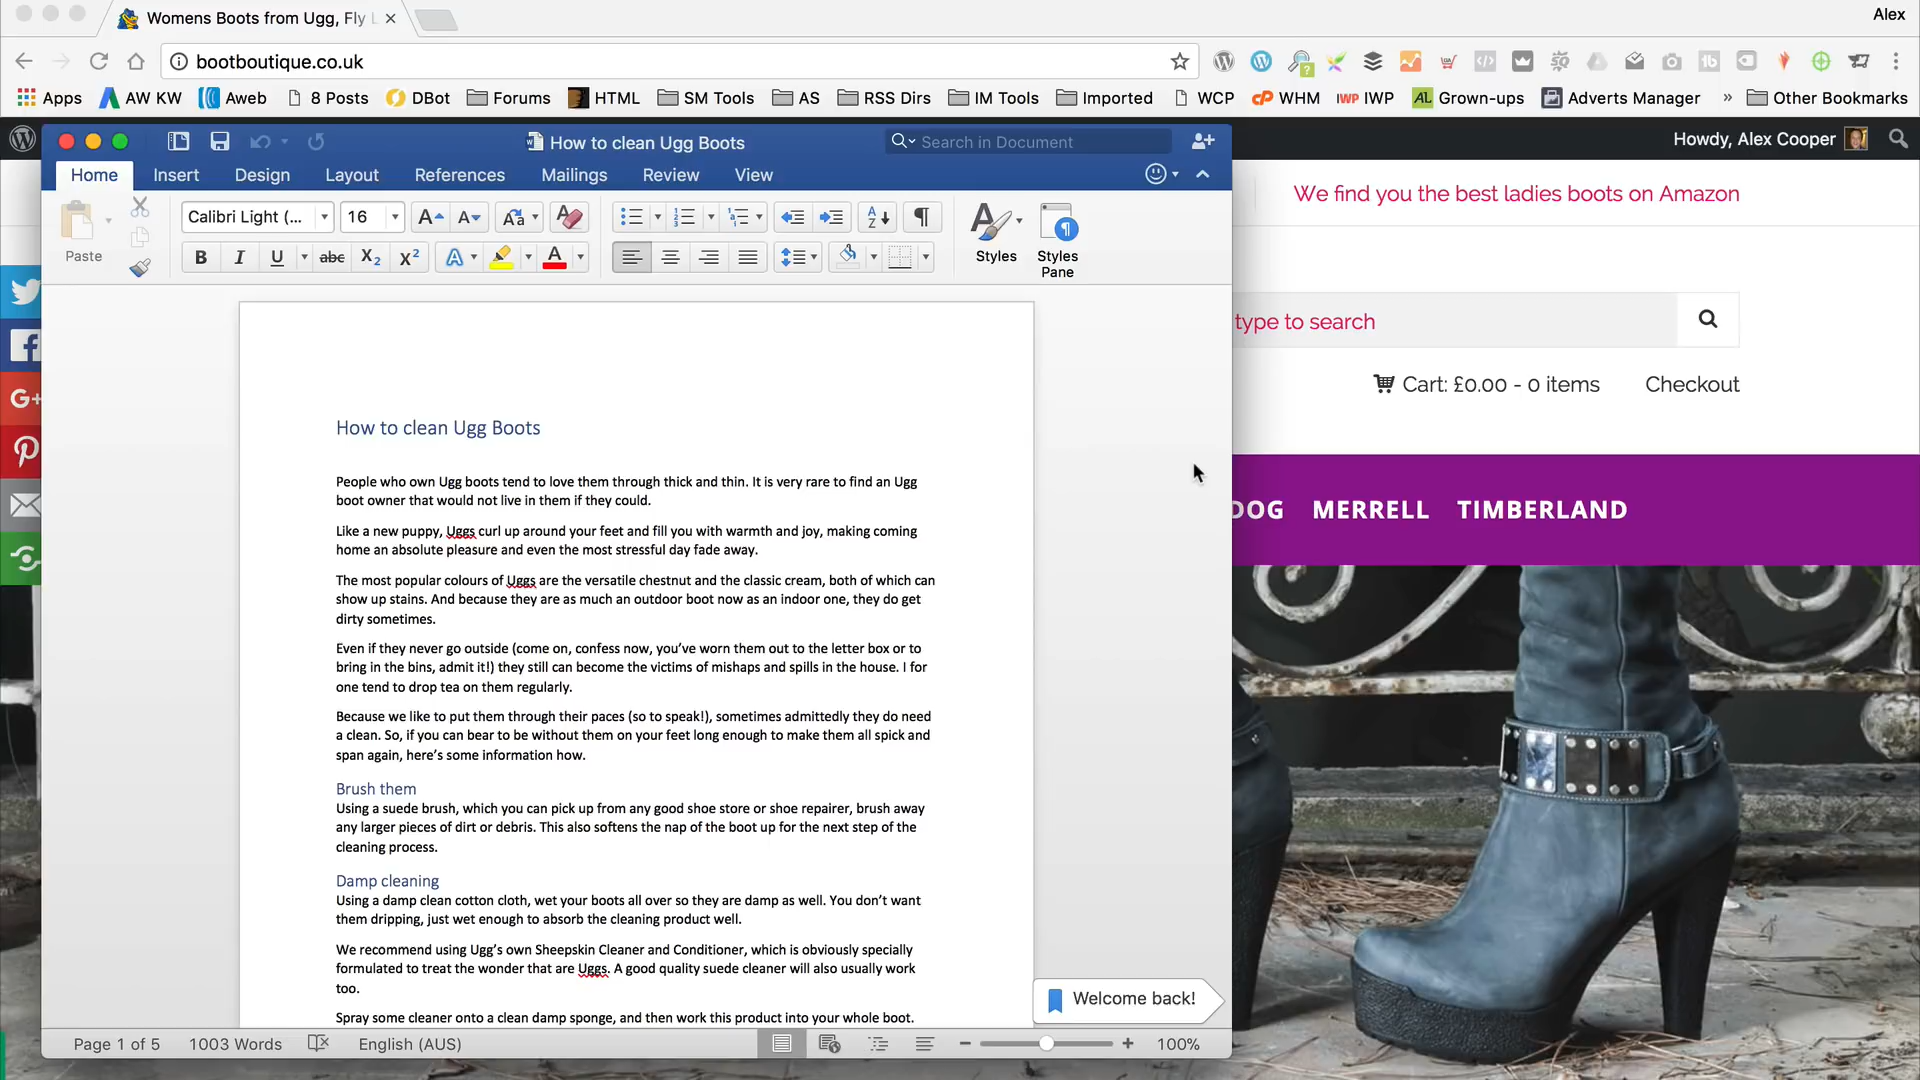 Womens Boots from Ugg, Fly L
Alex
bootboutique.co.uk
Apps AW KW Aweb 8 Posts DBot Forums HTML SM Tools AS RSS Dirs IM Tools Imported WCP WHM IWP Grown-ups Adverts Manager » Other Bookmarks
How to clean Ugg Boots
Search in Document
Howdy, Alex Cooper
Home Insert Design Layout References Mailings Review View
We find you the best ladies boots on Amazon
Paste
Calibri Light (...
16
Styles
Styles Pane
type to search
Cart: £0.00 - 0 items Checkout
DOG MERRELL TIMBERLAND
How to clean Ugg Boots
People who own Ugg boots tend to love them through thick and thin. It is very rare to find an Ugg
boot owner that would not live in them if they could.
Like a new puppy, Uggs curl up around your feet and fill you with warmth and joy, making coming
home an absolute pleasure and even the most stressful day fade away.
The most popular colours of Uggs are the versatile chestnut and the classic cream, both of which can
show up stains. And because they are as much an outdoor boot now as an indoor one, they do get
dirty sometimes.
Even if they never go outside (come on, confess now, you've worn them out to the letter box or to
bring in the bins, admit it!) they still can become the victims of mishaps and spills in the house. I for
one tend to drop tea on them regularly.
Because we like to put them through their paces (so to speak!), sometimes admittedly they do need
a clean. So, if you can bear to be without them on your feet long enough to make them all spick and
span again, here's some information how.
Brush them
Using a suede brush, which you can pick up from any good shoe store or shoe repairer, brush away
any larger pieces of dirt or debris. This also softens the nap of the boot up for the next step of the
cleaning process.
Damp cleaning
Using a damp clean cotton cloth, wet your boots all over so they are damp as well. You don't want
them dripping, just wet enough to absorb the cleaning product well.
We recommend using Ugg's own Sheepskin Cleaner and Conditioner, which is obviously specially
formulated to treat the wonder that are Uggs. A good quality suede cleaner will also usually work
too.
Spray some cleaner onto a clean damp sponge, and then work this product into your whole boot.
Welcome back!
Page 1 of 5 1003 Words English (AUS) 100%